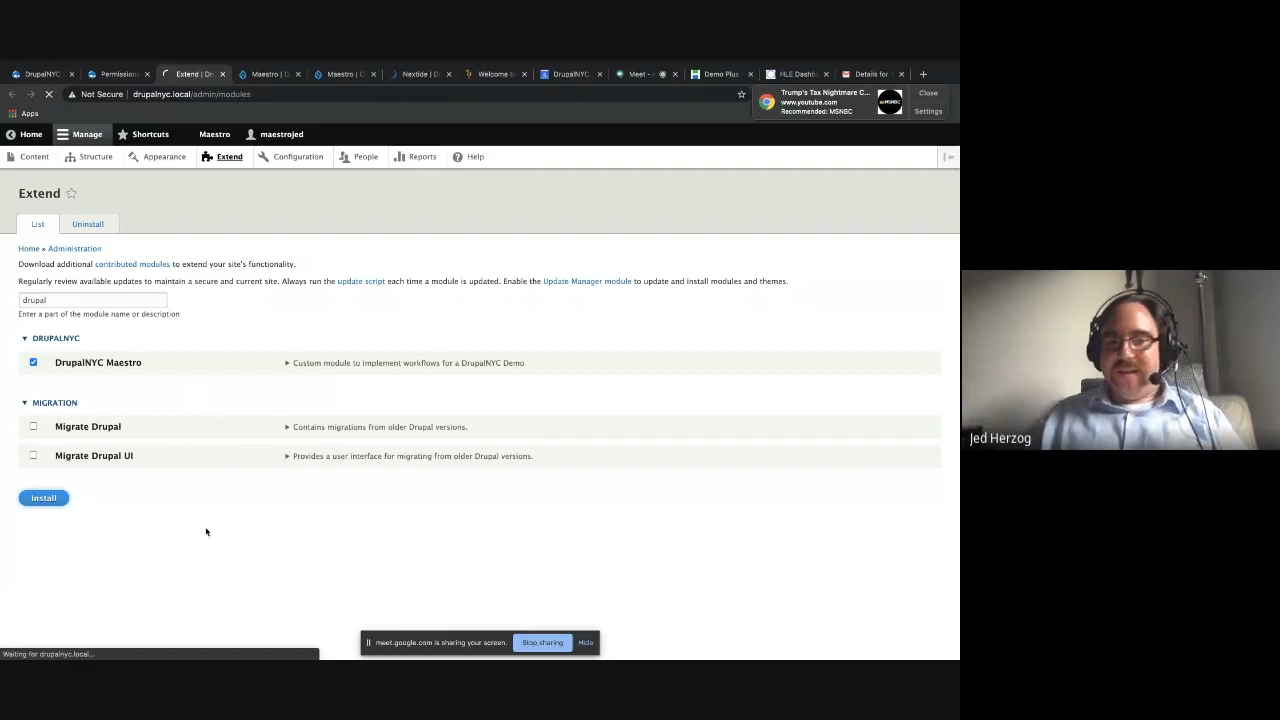 DrupalNYC
Permissions
Extend | Dr
Maestro | D
Maestro | C
Nextide | D
Welcome to
DrupalNYC
Meet -
Demo Plus
HLE Dashb
Details for
Not Secure drupalnyc.local/admin/modules
Trump's Tax Nightmare C...
www.youtube.com
Recommended: MSNBC
MSNBC
Close
Settings
Apps
Home Manage Shortcuts Maestro maestrojed
Content Structure Appearance Extend Configuration People Reports Help
Extend
List Uninstall
Home » Administration
Download additional contributed modules to extend your site's functionality.
Regularly review available updates to maintain a secure and current site. Always run the update script each time a module is updated. Enable the Update Manager module to update and install modules and themes.
drupal
Enter a part of the module name or description
DRUPALNYC
DrupalNYC Maestro Custom module to implement workflows for a DrupalNYC Demo
MIGRATION
Migrate Drupal Contains migrations from older Drupal versions.
Migrate Drupal UI Provides a user interface for migrating from older Drupal versions.
Install
Jed Herzog
meet.google.com is sharing your screen. Stop sharing Hide
Waiting for drupalnyc.local...